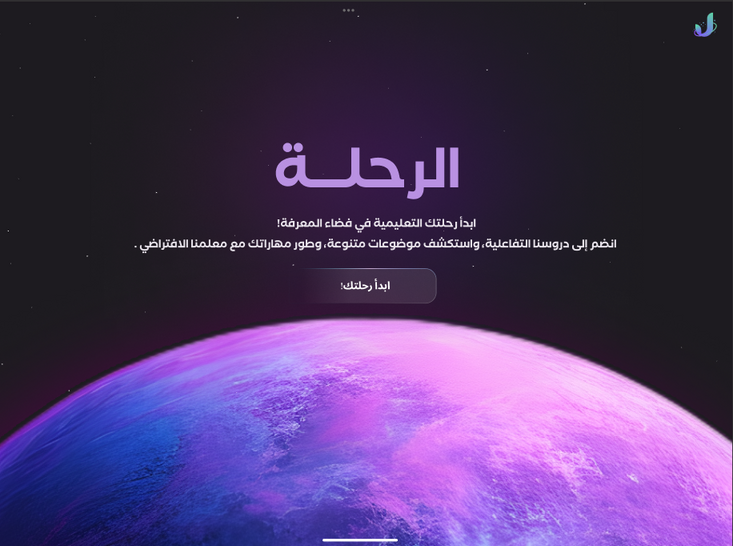 الرحلــة
ابدأ رحلتك التعليمية في فضاء المعرفة!
انضم إلى دروسنا التفاعلية، واستكشف موضوعات متنوعة، وطور مهاراتك مع معلمنا الافتراضي .
ابدأ رحلتك!